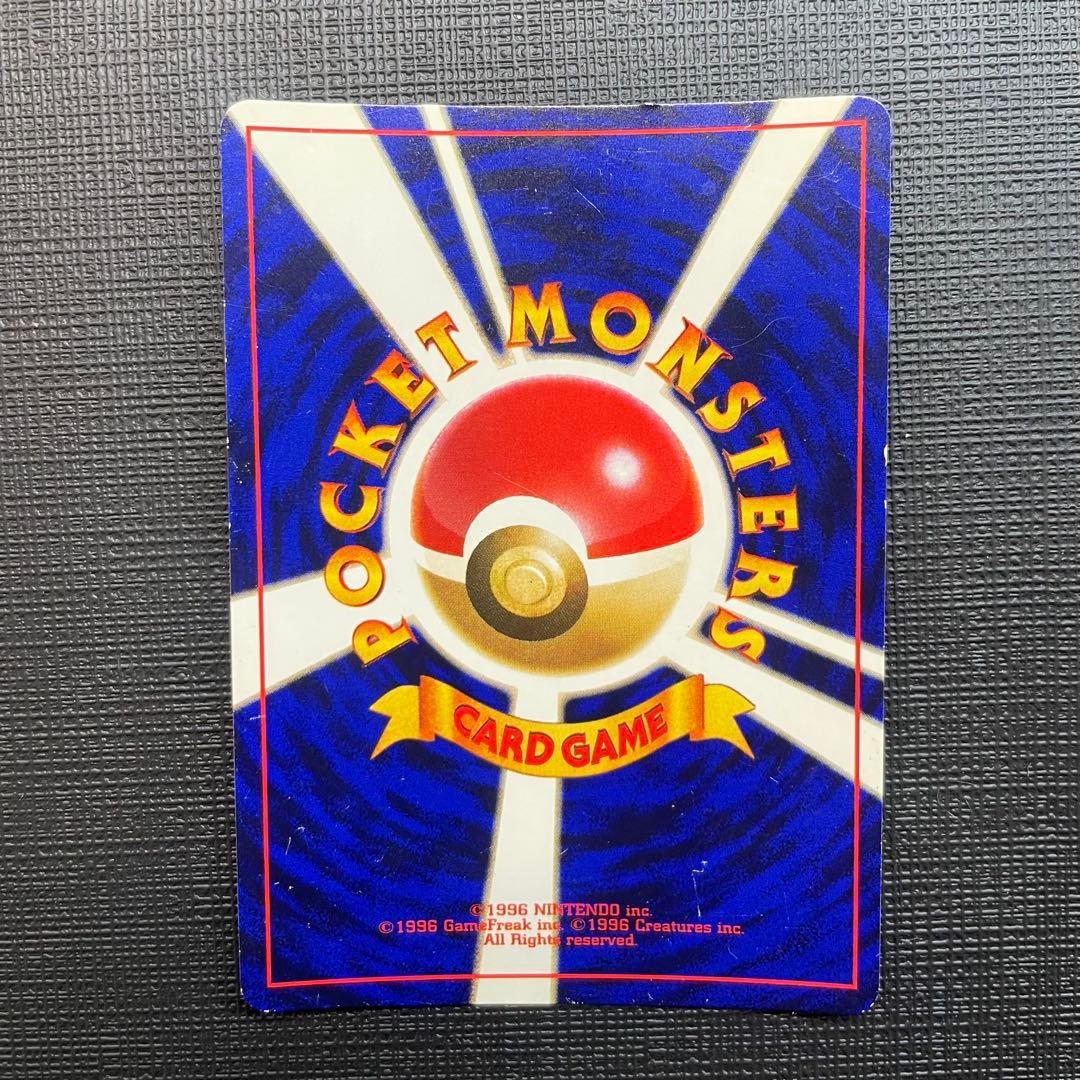 POCKET MONSTERS
CARD GAME
©1996 NINTENDO inc.
©1996 GameFreak inc. ©1996 Creatures inc.
All Rights reserved.